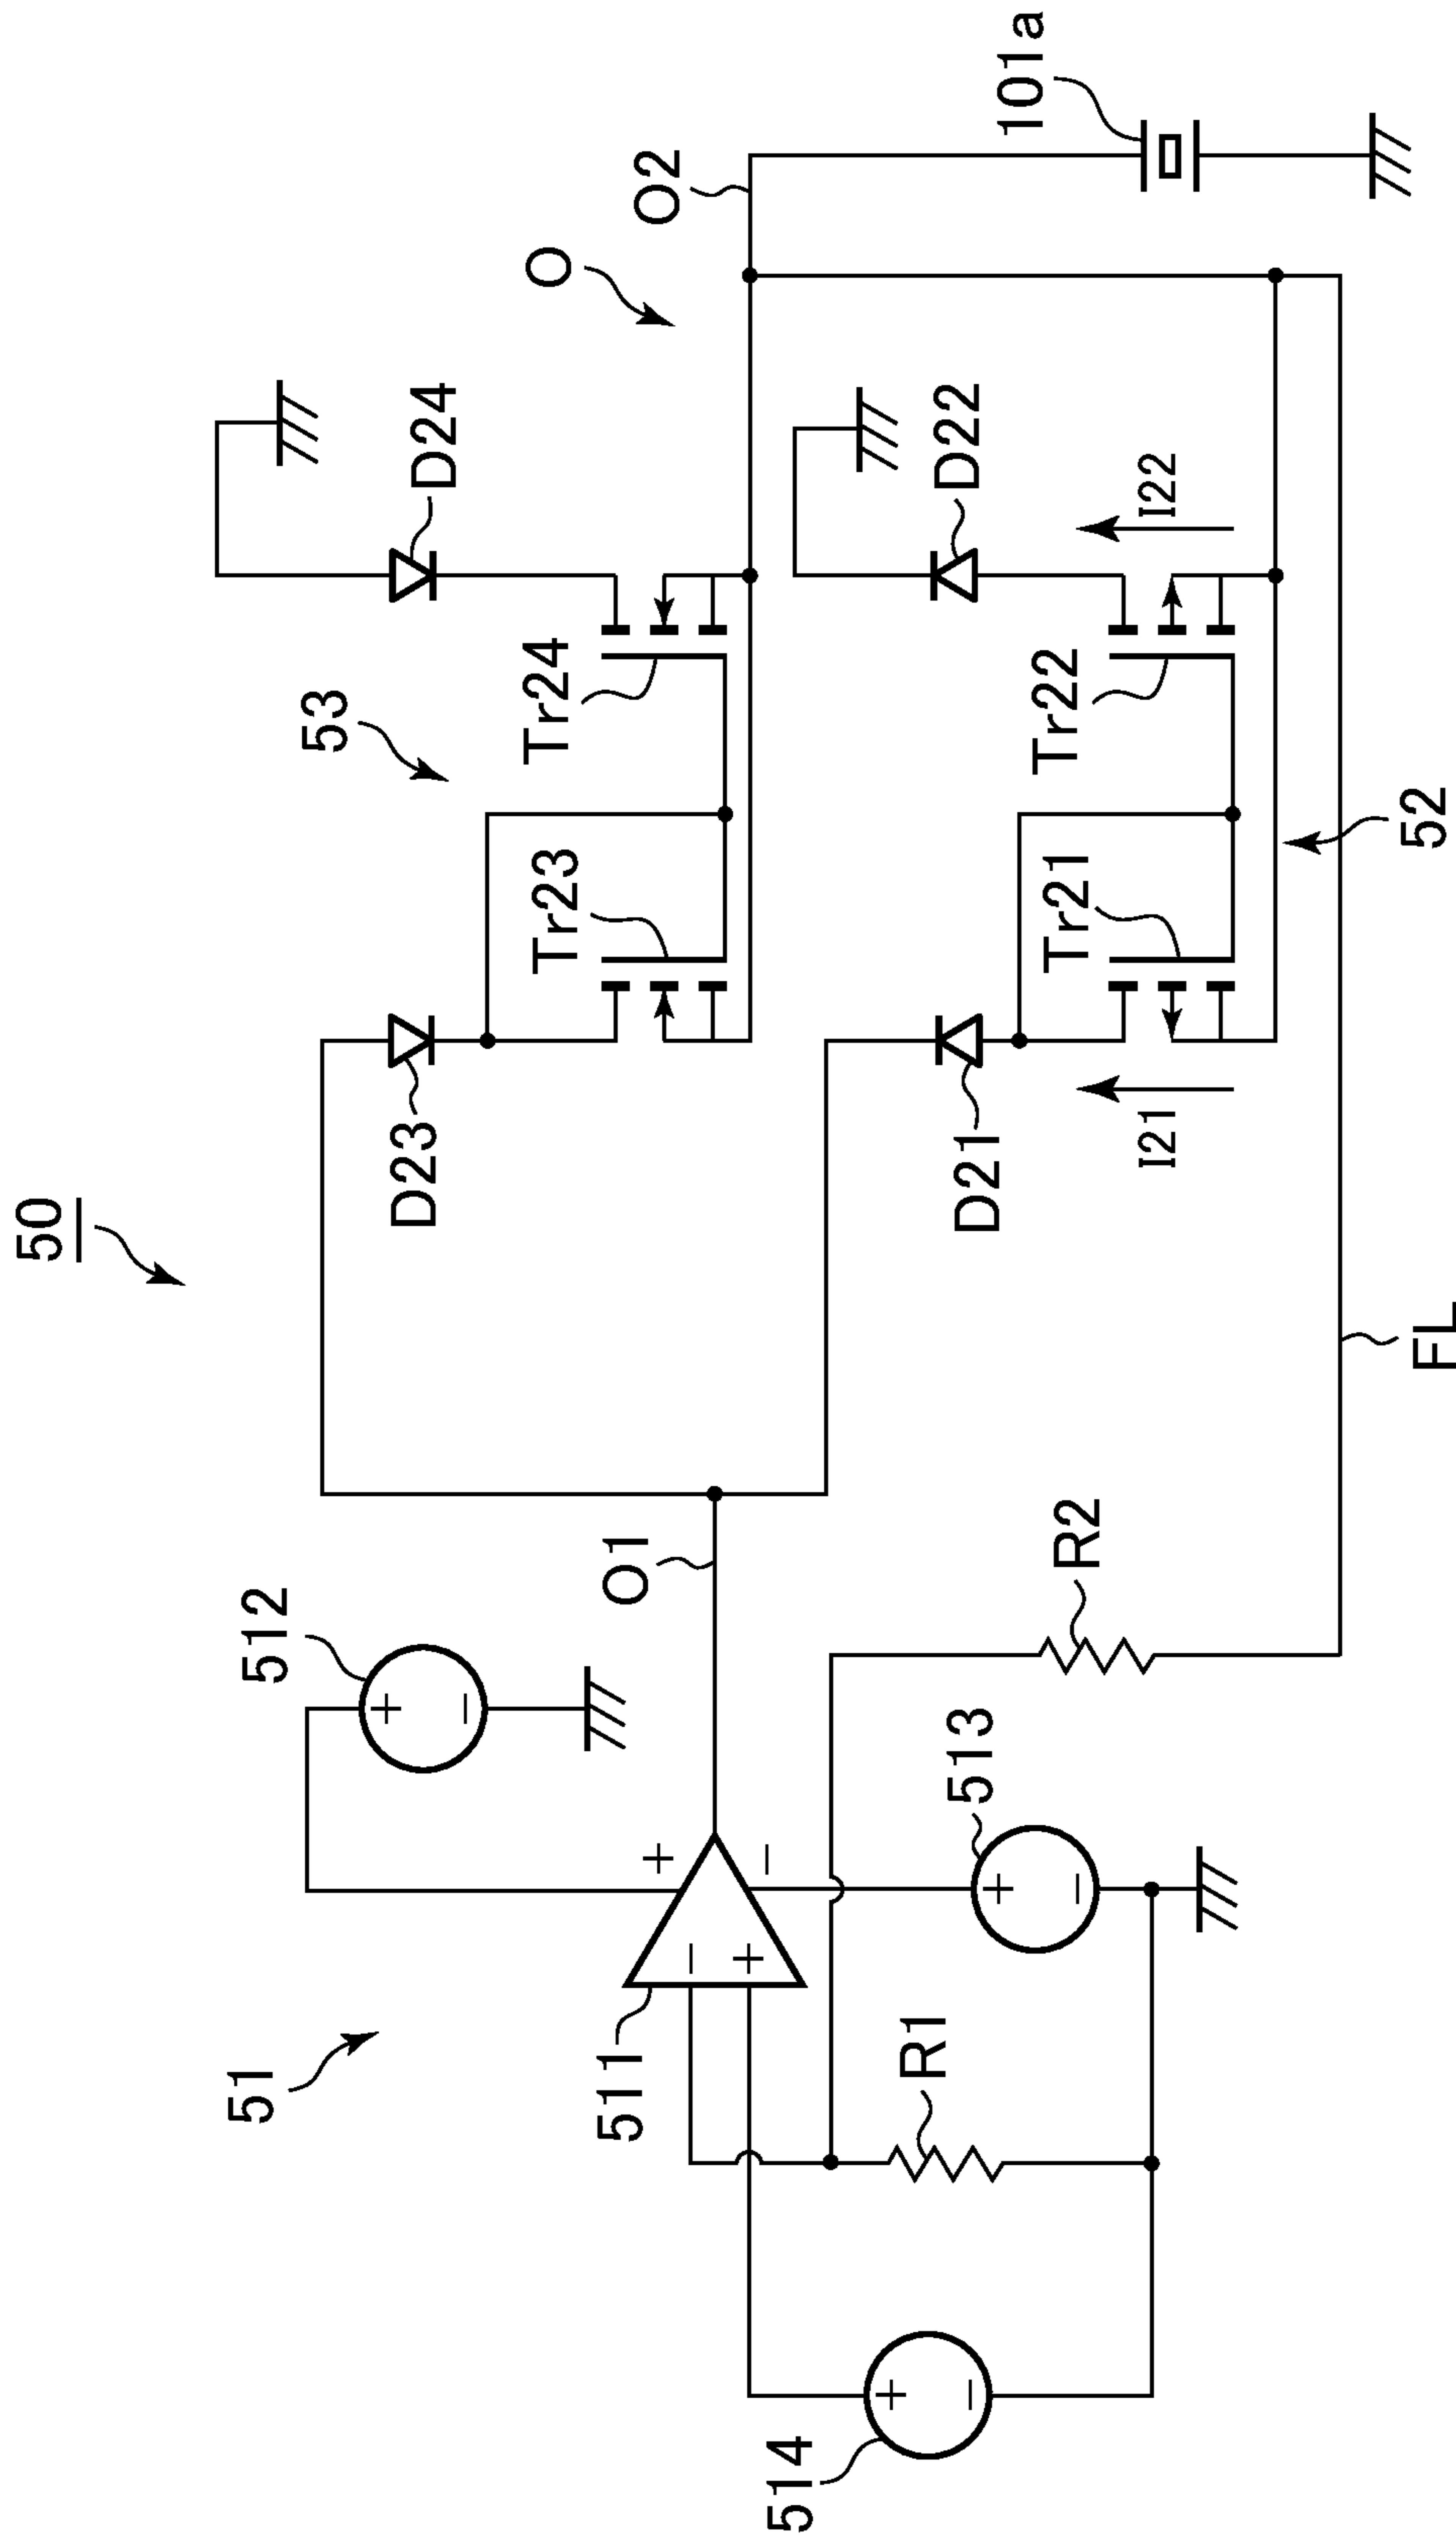 50
51
511
512
513
514
+
−
+
−
+
−
−
+
+
−
R1
R2
O1
FL
53
D23
D24
Tr23
Tr24
O
O2
101a
D21
D22
Tr21
Tr22
I21
I22
52